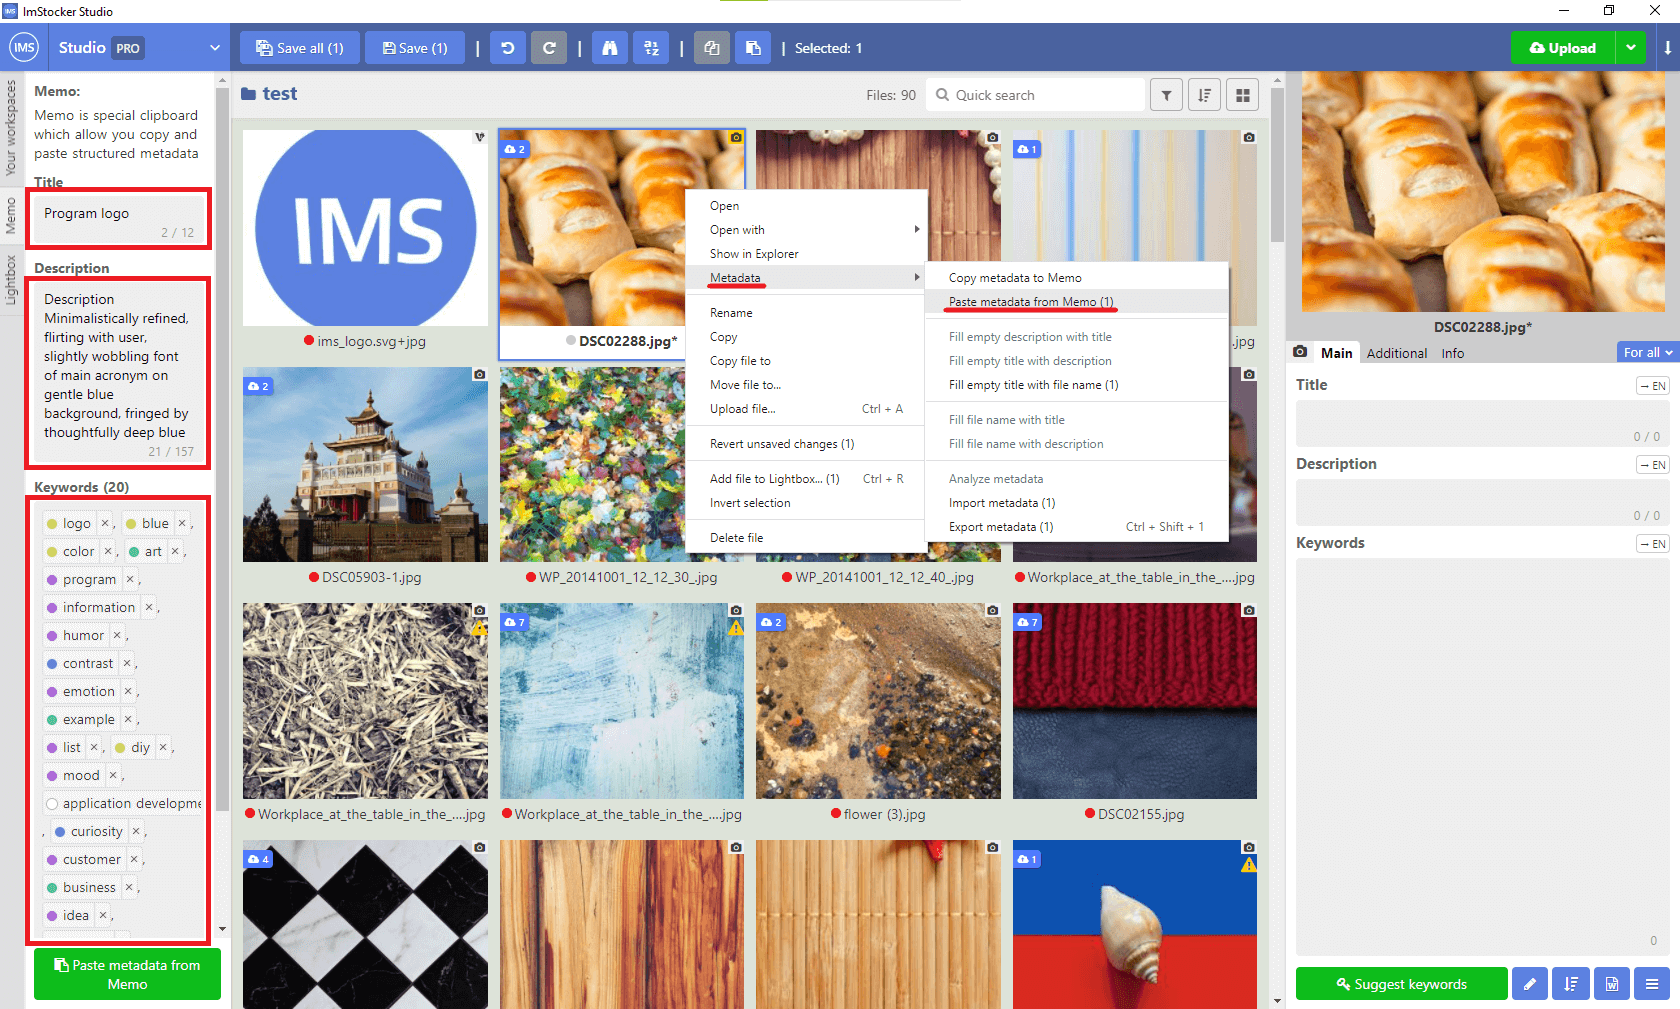 ImStocker Studio
IMS
Studio PRO
Save all (1)
Save (1)
Selected: 1
Upload
Your workspaces
Memo
Lightbox
Memo:
Memo is special clipboard
which allow you copy and
paste structured metadata
Title
Program logo
2 / 12
Description
Description
Minimalistically refined,
flirting with user,
slightly wobbling font
of main acronym on
gentle blue
background, fringed by
thoughtfully deep blue
21 / 157
Keywords (20)
logo ×, blue ×,
color ×, art ×,
program ×,
information ×,
humor ×,
contrast ×,
emotion ×,
example ×,
list ×, diy ×,
mood ×,
application developme
, curiosity ×,
customer ×,
business ×,
idea ×,
Paste metadata from
Memo
test
Files: 90
Quick search
IMS
ims_logo.svg+jpg
2
DSC02288.jpg*
1
.jpg
Open
Open with
Show in Explorer
Metadata
Rename
Copy
Copy file to
Move file to...
Upload file... Ctrl + A
Revert unsaved changes (1)
Add file to Lightbox... (1) Ctrl + R
Invert selection
Delete file
Copy metadata to Memo
Paste metadata from Memo (1)
Fill empty description with title
Fill empty title with description
Fill empty title with file name (1)
Fill file name with title
Fill file name with description
Analyze metadata
Import metadata (1)
Export metadata (1) Ctrl + Shift + 1
2
DSC05903-1.jpg
WP_20141001_12_12_30_.jpg
WP_20141001_12_12_40_.jpg
Workplace_at_the_table_in_the_....jpg
Workplace_at_the_table_in_the_....jpg
7
Workplace_at_the_table_in_the_....jpg
2
flower (3).jpg
7
DSC02155.jpg
4
1
DSC02288.jpg*
Main Additional Info
For all
Title
→ EN
0 / 0
Description
→ EN
0 / 0
Keywords
→ EN
0
Suggest keywords